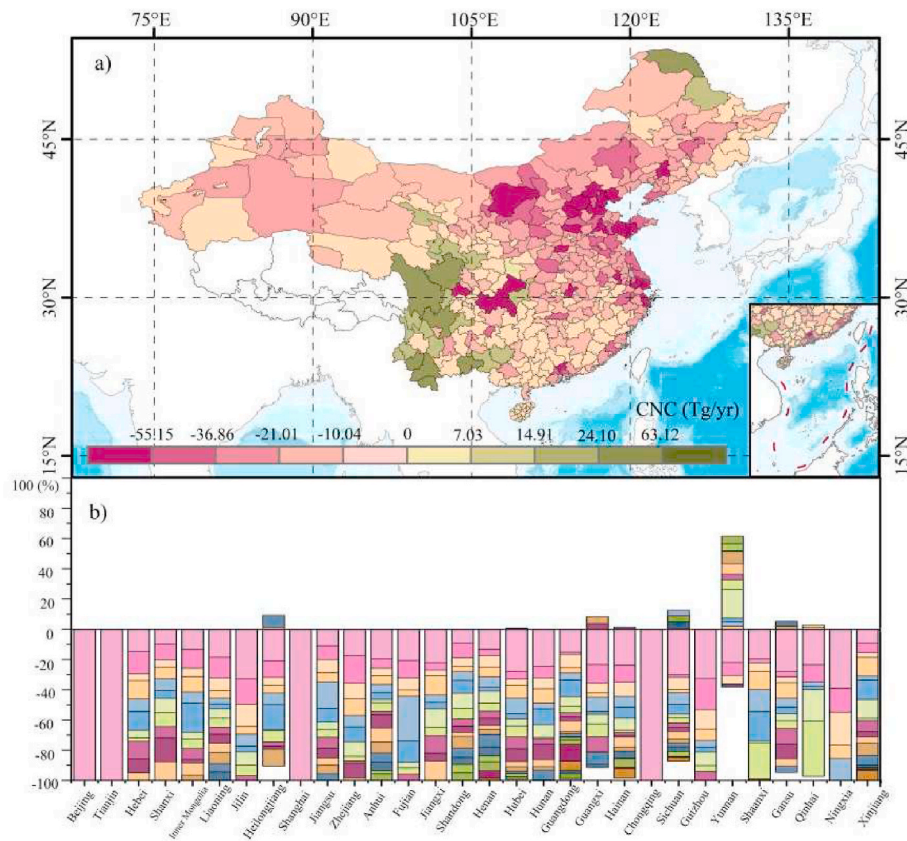 75°E 90°E 105°E 120°E 135°E
a)
45°N 45°N
30°N 30°N
CNC (Tg/yr)
-55.15 -36.86 -21.01 -10.04 0 7.03 14.91 24.10 63.12
15°N 15°N
100 (%)
b)
80
60
40
20
0
-20
-40
-60
-80
-100
Beijing
Tianjin
Hebei
Shanxi
Inner Mongolia
Liaoning
Jilin
Heilongjiang
Shanghai
Jiangsu
Zhejiang
Anhui
Fujian
Jiangxi
Shandong
Henan
Hubei
Hunan
Guangdong
Guangxi
Hainan
Chongqing
Sichuan
Guizhou
Yunnan
Shaanxi
Gansu
Qinhai
Ningxia
Xinjiang